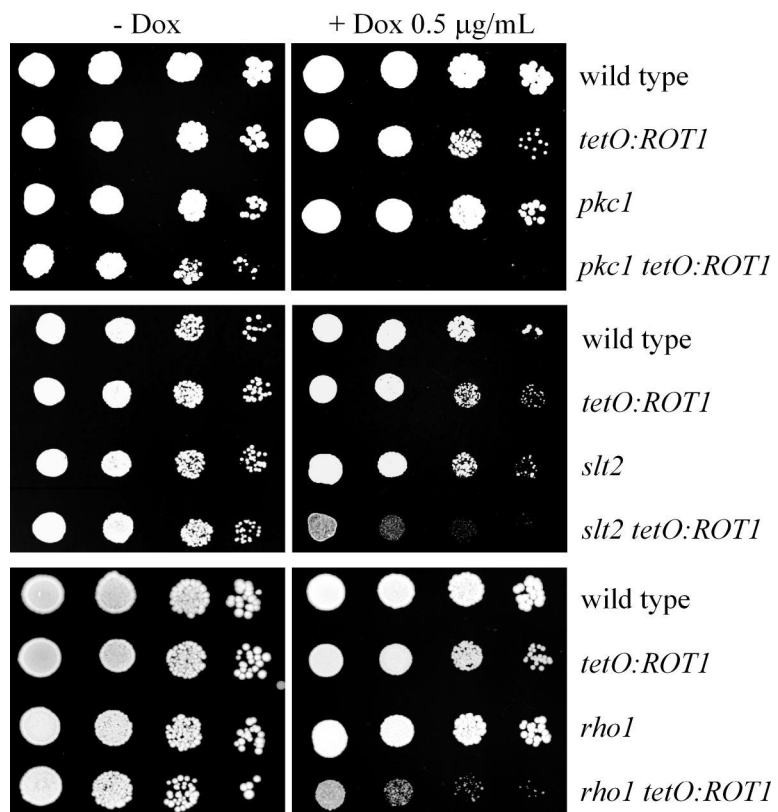 - Dox
+ Dox 0.5 µg/mL
wild type
tetO:ROT1
pkc1
pkc1 tetO:ROT1
wild type
tetO:ROT1
slt2
slt2 tetO:ROT1
wild type
tetO:ROT1
rho1
rho1 tetO:ROT1